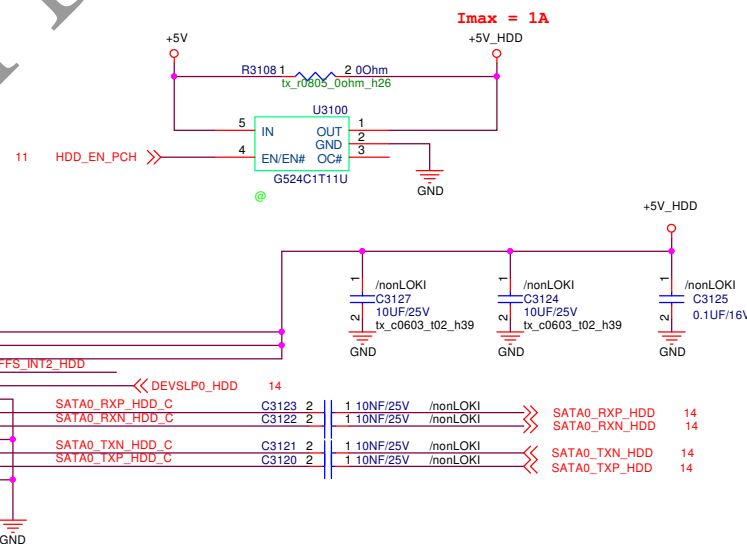 Imax = 1A
+5V
+5V_HDD
R3108 1 2 0Ohm
tx_r0805_0ohm_h26
U3100
5 IN OUT 1
GND 2
11 HDD_EN_PCH 4 EN/EN# OC# 3
G524C1T11U
GND
@
+5V_HDD
1 /nonLOKI 1 /nonLOKI 1 /nonLOKI
C3127 C3124 C3125
10UF/25V 10UF/25V 0.1UF/16V
2 tx_c0603_t02_h39 2 tx_c0603_t02_h39 2
GND GND GND
FFS_INT2_HDD
DEVSLP0_HDD 14
SATA0_RXP_HDD_C C3123 2 1 10NF/25V /nonLOKI SATA0_RXP_HDD 14
SATA0_RXN_HDD_C C3122 2 1 10NF/25V /nonLOKI SATA0_RXN_HDD 14
SATA0_TXN_HDD_C C3121 2 1 10NF/25V /nonLOKI SATA0_TXN_HDD 14
SATA0_TXP_HDD_C C3120 2 1 10NF/25V /nonLOKI SATA0_TXP_HDD 14
GND